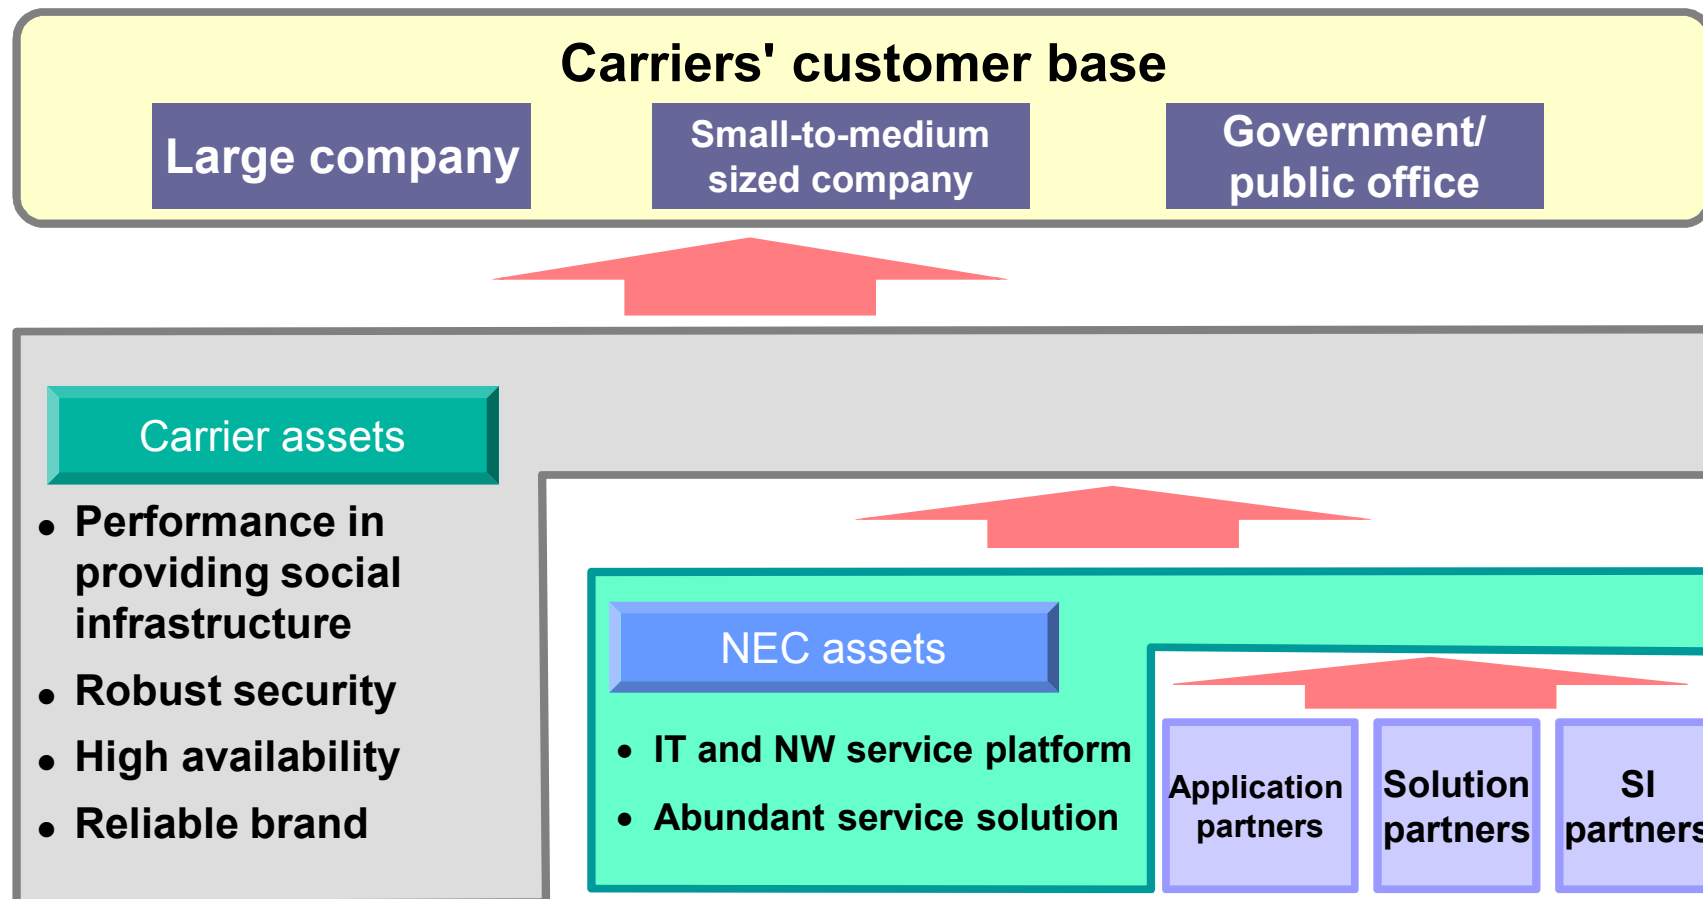 Carriers' customer base
Large company
Small-to-medium
sized company
Government/
public office
Carrier assets
● Performance in
providing social
infrastructure
● Robust security
● High availability
● Reliable brand
NEC assets
• IT and NW service platform
• Abundant service solution
Application
partners
Solution
partners
SI
partners